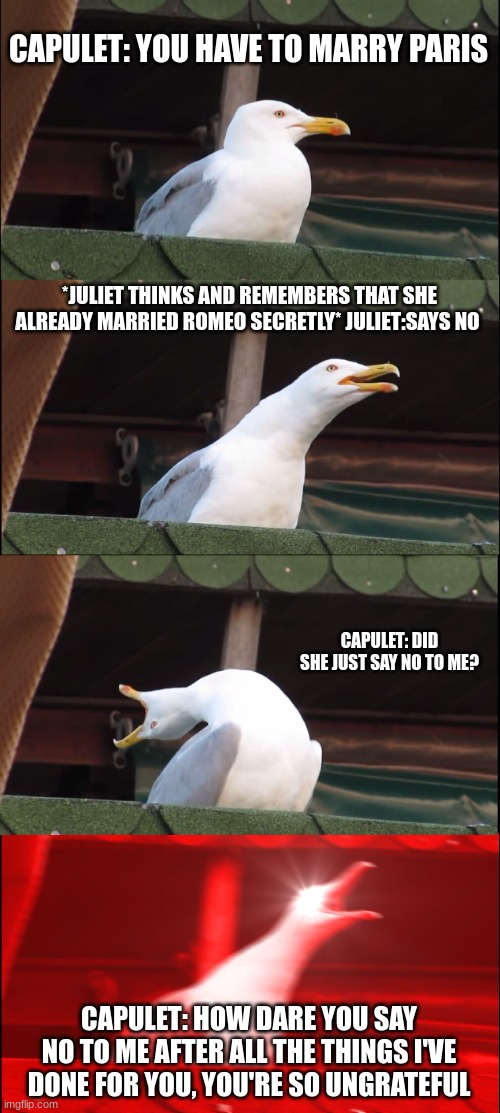 CAPULET: YOU HAVE TO MARRY PARIS
*JULIET THINKS AND REMEMBERS THAT SHE
ALREADY MARRIED ROMEO SECRETLY* JULIET:SAYS NO
CAPULET: DID
SHE JUST SAY NO TO ME?
CAPULET: HOW DARE YOU SAY
NO TO ME AFTER ALL THE THINGS I'VE
DONE FOR YOU, YOU'RE SO UNGRATEFUL
imgflip.com